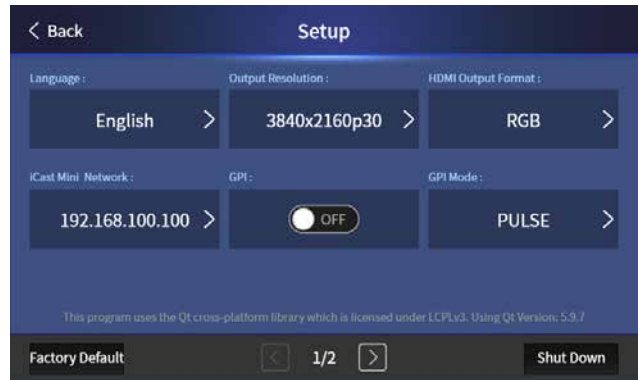 Back
Setup
Language :
Output Resolution :
HDMI Output Format :
English
3840x2160p30
RGB
iCast Mini Network :
GPI :
GPI Mode :
192.168.100.100
OFF
PULSE
This program uses the Qt cross-platform library which is licensed under LCPLv3. Using Qt Version: 5.9.7
Factory Default
1/2
Shut Down